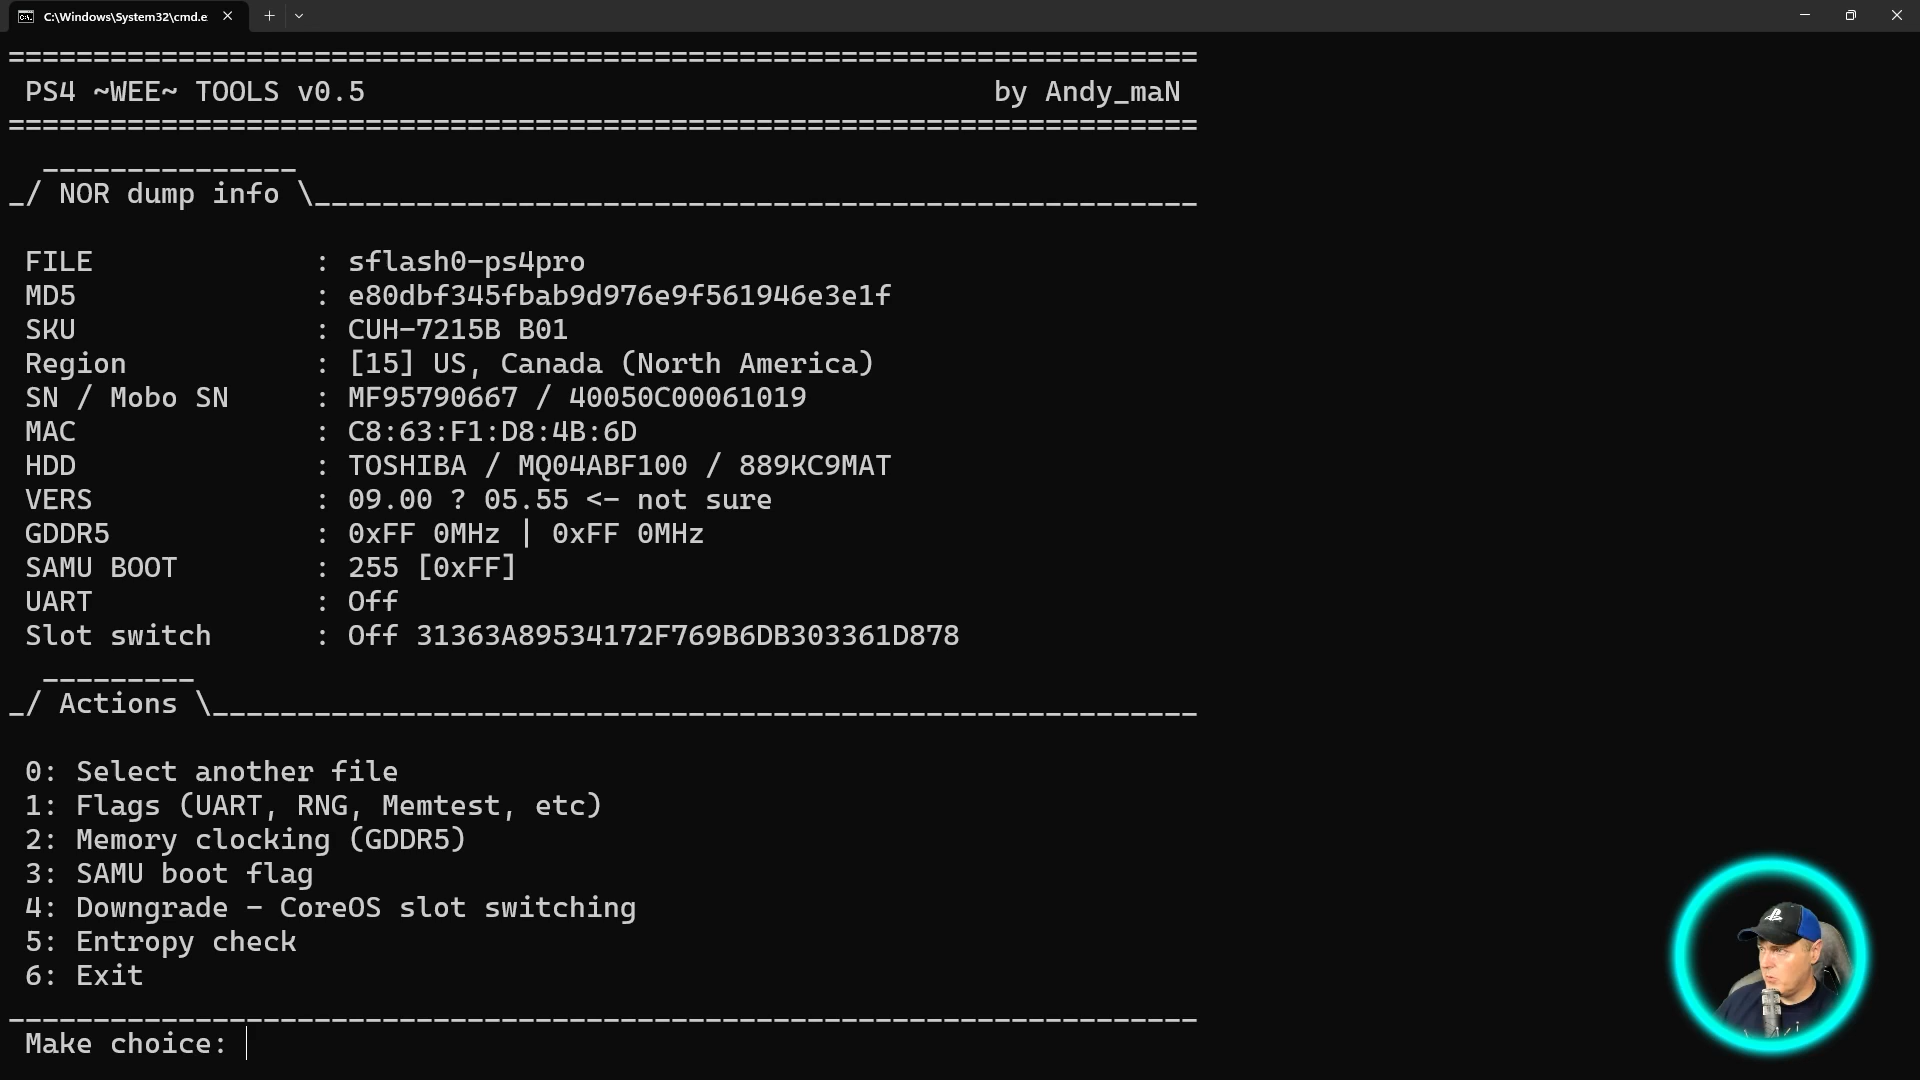 C:\Windows\System32\cmd.e
======================================================================
PS4 ~WEE~ TOOLS v0.5 by Andy_maN
======================================================================
_______________
_/ NOR dump info \____________________________________________________
FILE : sflash0-ps4pro
MD5 : e80dbf345fbab9d976e9f561946e3e1f
SKU : CUH-7215B B01
Region : [15] US, Canada (North America)
SN / Mobo SN : MF95790667 / 40050C00061019
MAC : C8:63:F1:D8:4B:6D
HDD : TOSHIBA / MQ04ABF100 / 889KC9MAT
VERS : 09.00 ? 05.55 <- not sure
GDDR5 : 0xFF 0MHz | 0xFF 0MHz
SAMU BOOT : 255 [0xFF]
UART : Off
Slot switch : Off 31363A89534172F769B6DB303361D878
_________
_/ Actions \__________________________________________________________
0: Select another file
1: Flags (UART, RNG, Memtest, etc)
2: Memory clocking (GDDR5)
3: SAMU boot flag
4: Downgrade - CoreOS slot switching
5: Entropy check
6: Exit
______________________________________________________________________
Make choice: